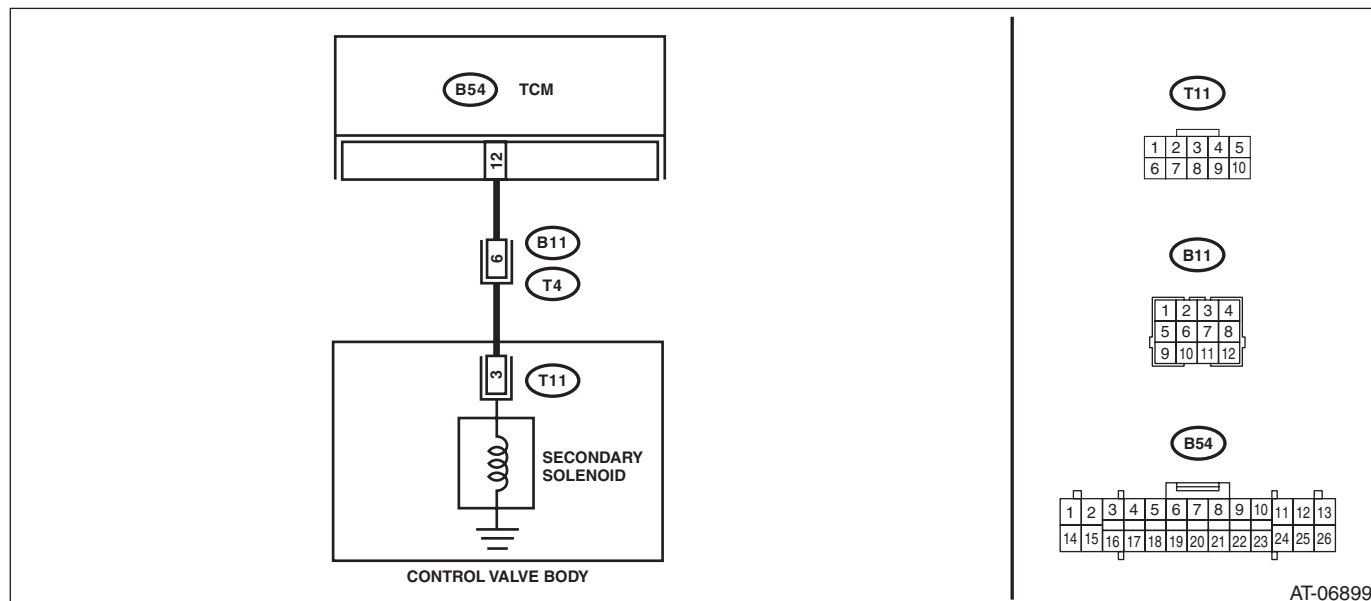 B54 TCM
12
6
B11
T4
3
T11
SECONDARY
SOLENOID
CONTROL VALVE BODY
T11
1 2 3 4 5
6 7 8 9 10
B11
1 2 3 4
5 6 7 8
9 10 11 12
B54
1 2 3 4 5 6 7 8 9 10 11 12 13
14 15 16 17 18 19 20 21 22 23 24 25 26
AT-06899